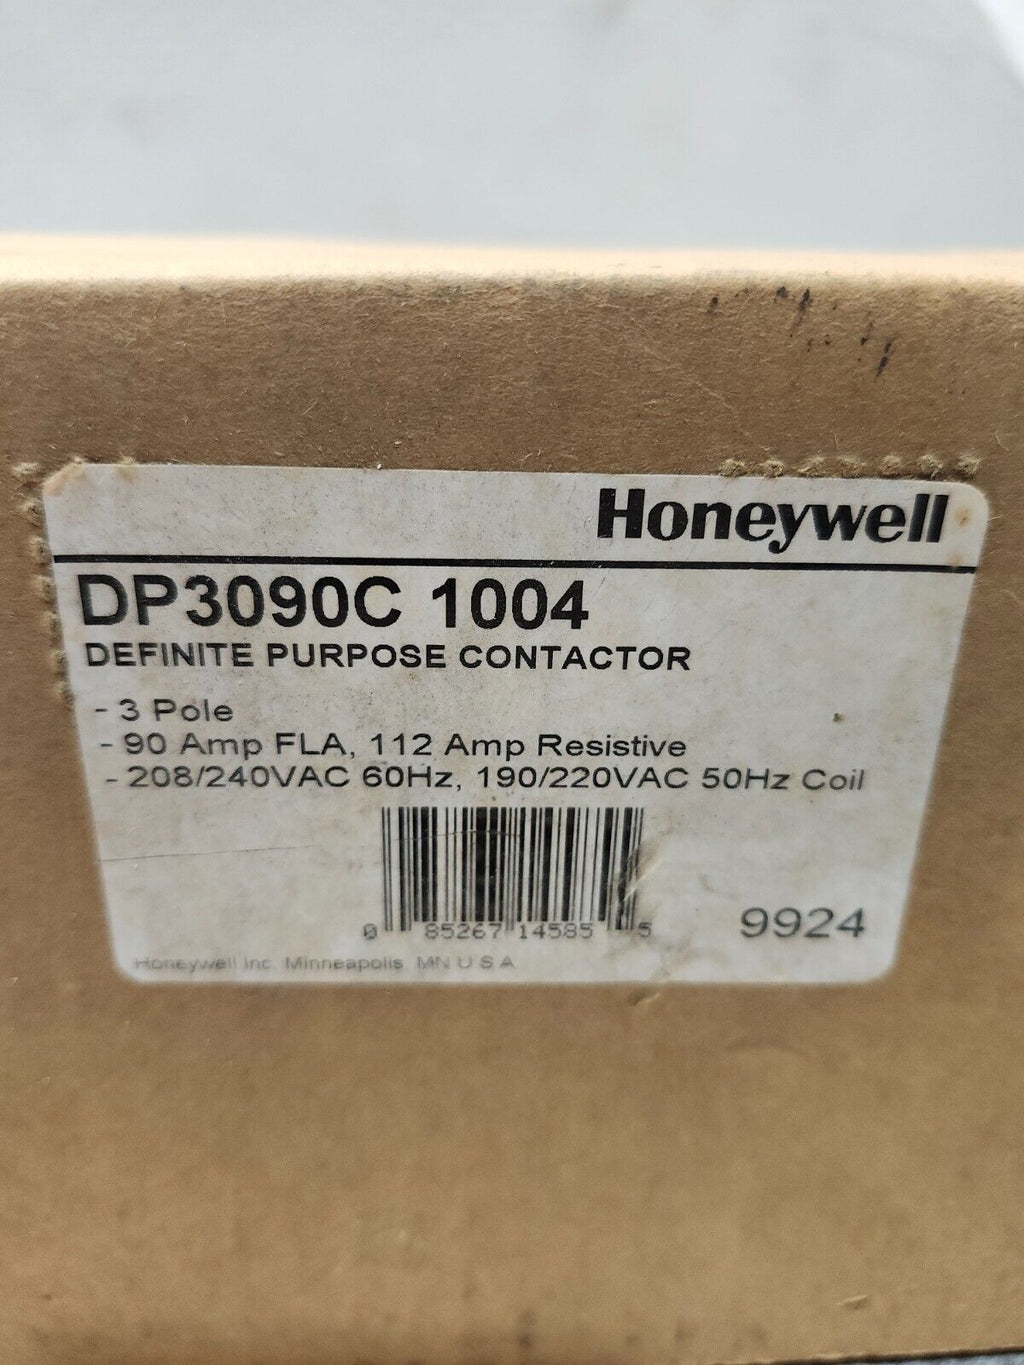 Honeywell
DP3090C 1004
DEFINITE PURPOSE CONTACTOR
- 3 Pole
- 90 Amp FLA, 112 Amp Resistive
- 208/240VAC 60Hz, 190/220VAC 50Hz Coil
0 85267 14585 5
9924
Honeywell Inc. Minneapolis, MN U S A